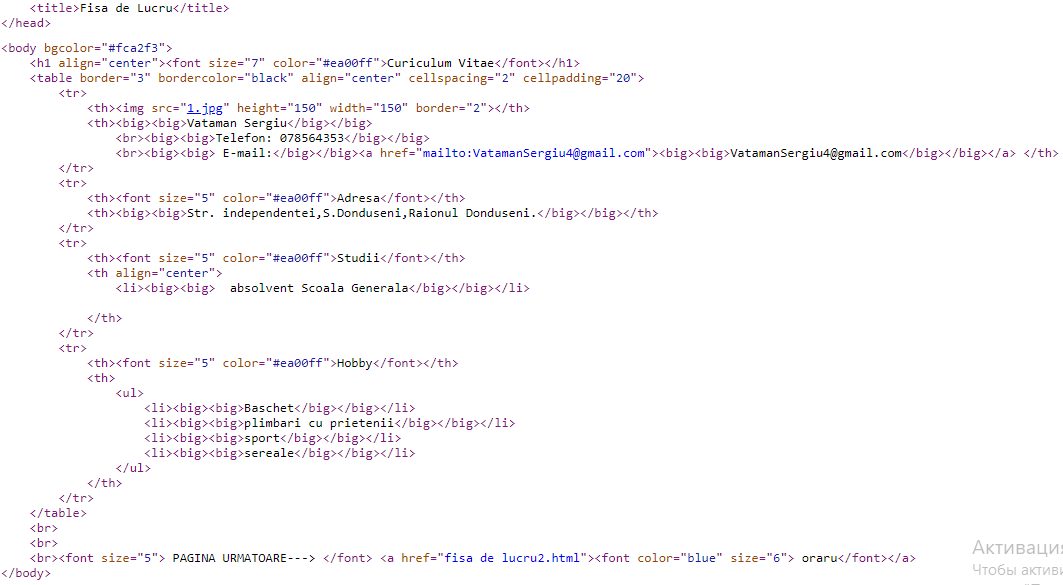 <title>Fisa de Lucru</title>
</head>
<body bgcolor="#fca2f3">
<h1 align="center"><font size="7" color="#ea00ff">Curiculum Vitae</font></h1>
<table border="3" bordercolor="black" align="center" cellspacing="2" cellpadding="20">
<tr>
<th><img src="1.jpg" height="150" width="150" border="2"></th>
<th><big><big>Vataman Sergiu</big></big>
<br><big><big>Telefon: 078564353</big></big>
<br><big><big> E-mail:</big></big><a href="mailto:VatamanSergiu4@gmail.com"><big><big>VatamanSergiu4@gmail.com</big></big></a> </th>
</tr>
<tr>
<th><font size="5" color="#ea00ff">Adresa</font></th>
<th><big><big>Str. independentei,S.Donduseni,Raionul Donduseni.</big></big></th>
</tr>
<tr>
<th><font size="5" color="#ea00ff">Studii</font></th>
<th align="center">
<li><big><big>  absolvent Scoala Generala</big></big></li>
</th>
</tr>
<tr>
<th><font size="5" color="#ea00ff">Hobby</font></th>
<th>
<ul>
<li><big><big>Baschet</big></big></li>
<li><big><big>plimbari cu prietenii</big></big></li>
<li><big><big>sport</big></big></li>
<li><big><big>sereale</big></big></li>
</ul>
</th>
</tr>
</table>
<br>
<br>
<br><font size="5"> PAGINA URMATOARE---> </font> <a href="fisa de lucru2.html"><font color="blue" size="6"> oraru</font></a>
</body>
Чтобы